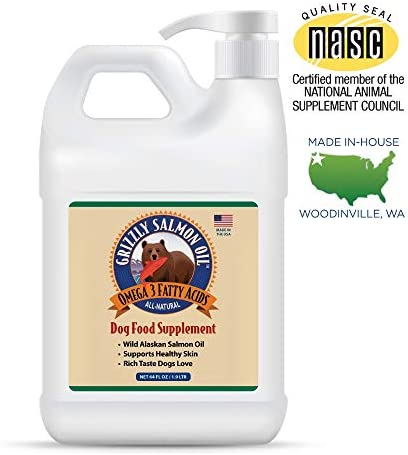 QUALITY SEAL
nasc
Certified member of the
NATIONAL ANIMAL
SUPPLEMENT COUNCIL
MADE IN-HOUSE
WOODINVILLE, WA
MADE IN
THE USA
GRIZZLY SALMON OIL™
OMEGA 3 FATTY ACIDS
ALL-NATURAL
Dog Food Supplement
• Wild Alaskan Salmon Oil
• Supports Healthy Skin
• Rich Taste Dogs Love
NET 64 FL OZ / 1.9 LTR